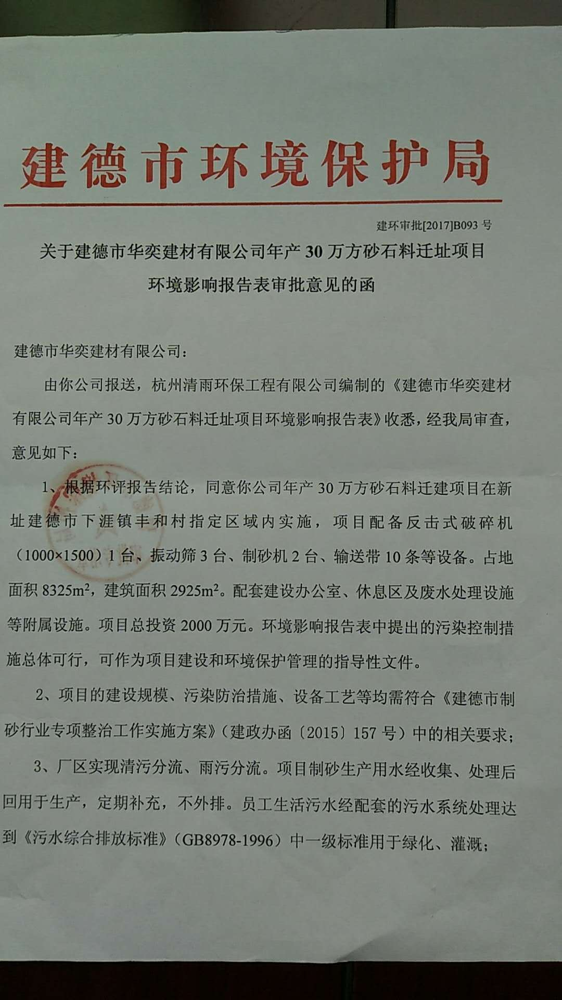 建德市环境保护局
建环审批[2017]B093 号
关于建德市华奕建材有限公司年产 30 万方砂石料迁址项目
环境影响报告表审批意见的函
建德市华奕建材有限公司：
由你公司报送，杭州清雨环保工程有限公司编制的《建德市华奕建材
有限公司年产 30 万方砂石料迁址项目环境影响报告表》收悉，经我局审查，
意见如下：
1、根据环评报告结论，同意你公司年产 30 万方砂石料迁建项目在新
址建德市下涯镇丰和村指定区域内实施，项目配备反击式破碎机
（1000×1500）1 台、振动筛 3 台、制砂机 2 台、输送带 10 条等设备。占地
面积 8325m²，建筑面积 2925m²。配套建设办公室、休息区及废水处理设施
等附属设施。项目总投资 2000 万元。环境影响报告表中提出的污染控制措
施总体可行，可作为项目建设和环境保护管理的指导性文件。
2、项目的建设规模、污染防治措施、设备工艺等均需符合《建德市制
砂行业专项整治工作实施方案》（建政办函〔2015〕157 号）中的相关要求；
3、厂区实现清污分流、雨污分流。项目制砂生产用水经收集、处理后
回用于生产，定期补充，不外排。员工生活污水经配套的污水系统处理达
到《污水综合排放标准》（GB8978-1996）中一级标准用于绿化、灌溉；